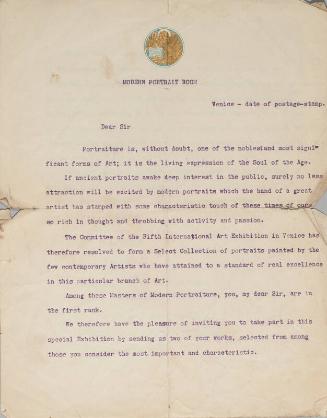 MODERN PORTRAIT ROOM
Venice - date of postage-stamp.
Dear Sir
Portraiture is, without doubt, one of the noblest and most signi-
ficant forms of Art; it is the living expression of the Soul of the Age.
If ancient portraits awake deep interest in the public, surely no less
attraction will be excited by modern portraits which the hand of a great
artist has stamped with some characteristic touch of these times of ours
so rich in thought and throbbing with activity and passion.
The Committee of the Fifth International Art Exhibition in Venice has
therefore resolved to form a Select Collection of portraits painted by the
few contemporary Artists who have attained to a standard of real excellence
in this particular branch of Art.
Among these Masters of Modern Portraiture, you, my dear Sir, are in
the first rank.
We therefore have the pleasure of inviting you to take part in this
special Exhibition by sending us two of your works, selected from among
those you consider the most important and characteristic.